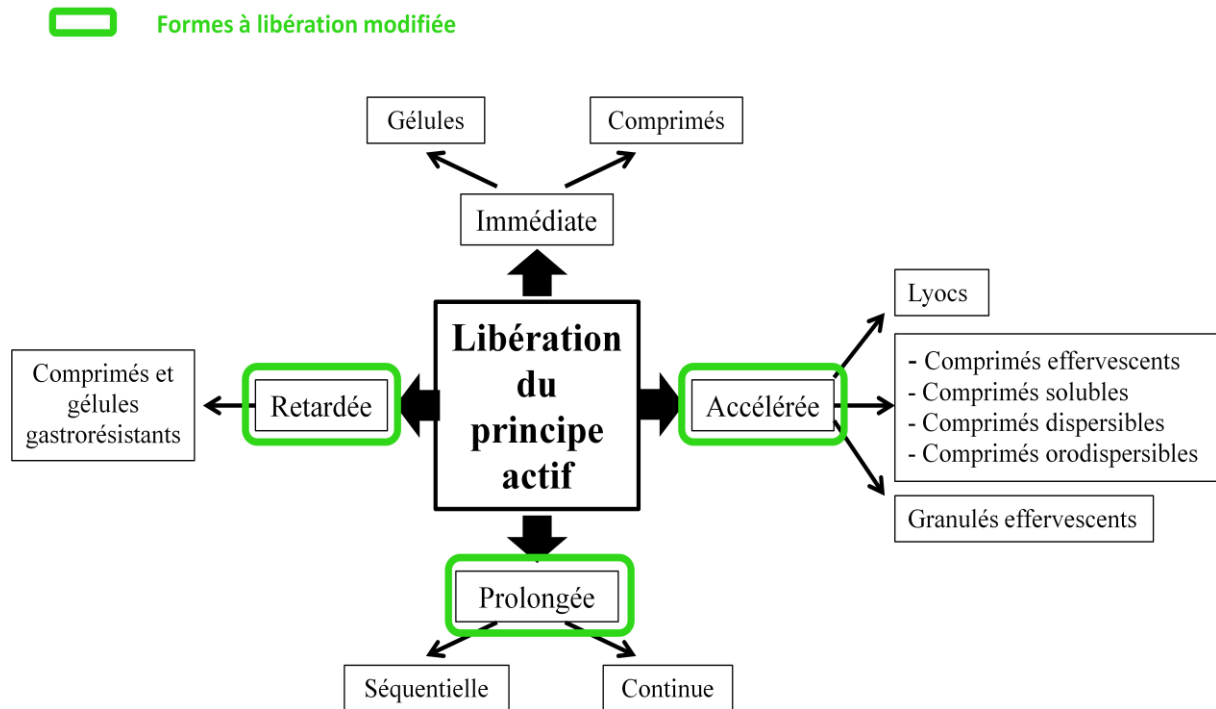 Formes à libération modifiée
Gélules
Comprimés
Immédiate
Libération
du
principe
actif
Retardée
Comprimés et
gélules
gastrorésistants
Accélérée
Lyocs
- Comprimés effervescents
- Comprimés solubles
- Comprimés dispersibles
- Comprimés orodispersibles
Granulés effervescents
Prolongée
Séquentielle
Continue